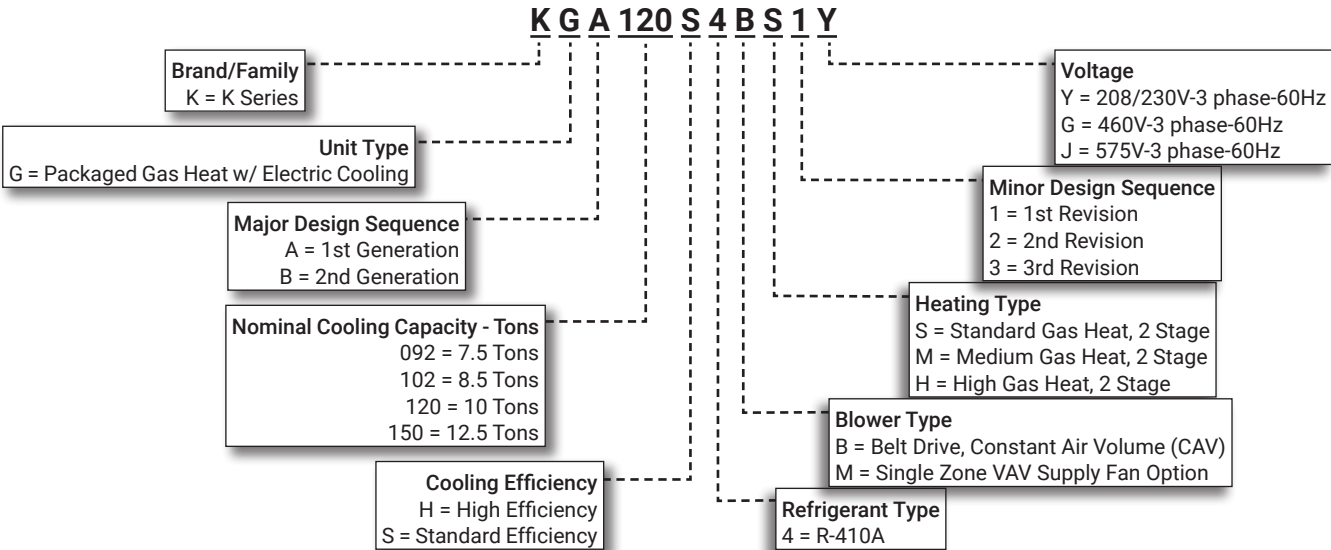 K G A 120 S 4 B S 1 Y
Brand/Family
K = K Series
Unit Type
G = Packaged Gas Heat w/ Electric Cooling
Major Design Sequence
A = 1st Generation
B = 2nd Generation
Nominal Cooling Capacity - Tons
092 = 7.5 Tons
102 = 8.5 Tons
120 = 10 Tons
150 = 12.5 Tons
Cooling Efficiency
H = High Efficiency
S = Standard Efficiency
Voltage
Y = 208/230V-3 phase-60Hz
G = 460V-3 phase-60Hz
J = 575V-3 phase-60Hz
Minor Design Sequence
1 = 1st Revision
2 = 2nd Revision
3 = 3rd Revision
Heating Type
S = Standard Gas Heat, 2 Stage
M = Medium Gas Heat, 2 Stage
H = High Gas Heat, 2 Stage
Blower Type
B = Belt Drive, Constant Air Volume (CAV)
M = Single Zone VAV Supply Fan Option
Refrigerant Type
4 = R-410A